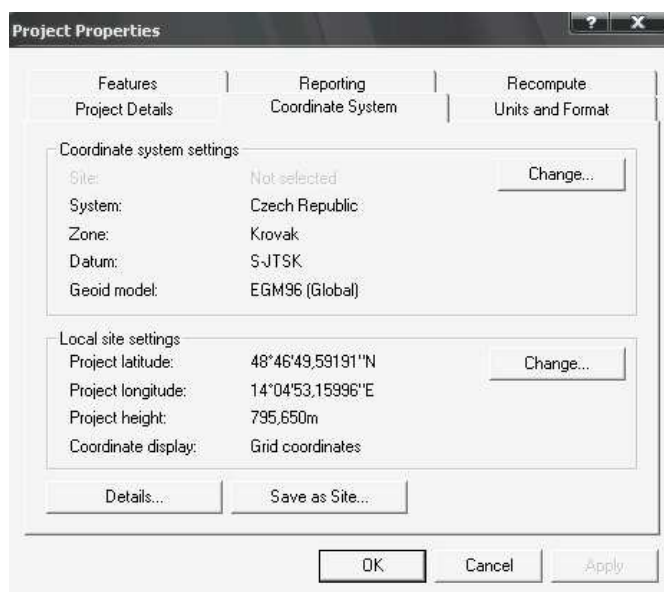 Project Properties
? X
Features Reporting Recompute
Project Details Coordinate System Units and Format
Coordinate system settings
Site: Not selected Change...
System: Czech Republic
Zone: Krovak
Datum: S-JTSK
Geoid model: EGM96 (Global)
Local site settings
Project latitude: 48°46'49,59191"N Change...
Project longitude: 14°04'53,15996"E
Project height: 795,650m
Coordinate display: Grid coordinates
Details... Save as Site...
OK Cancel Apply